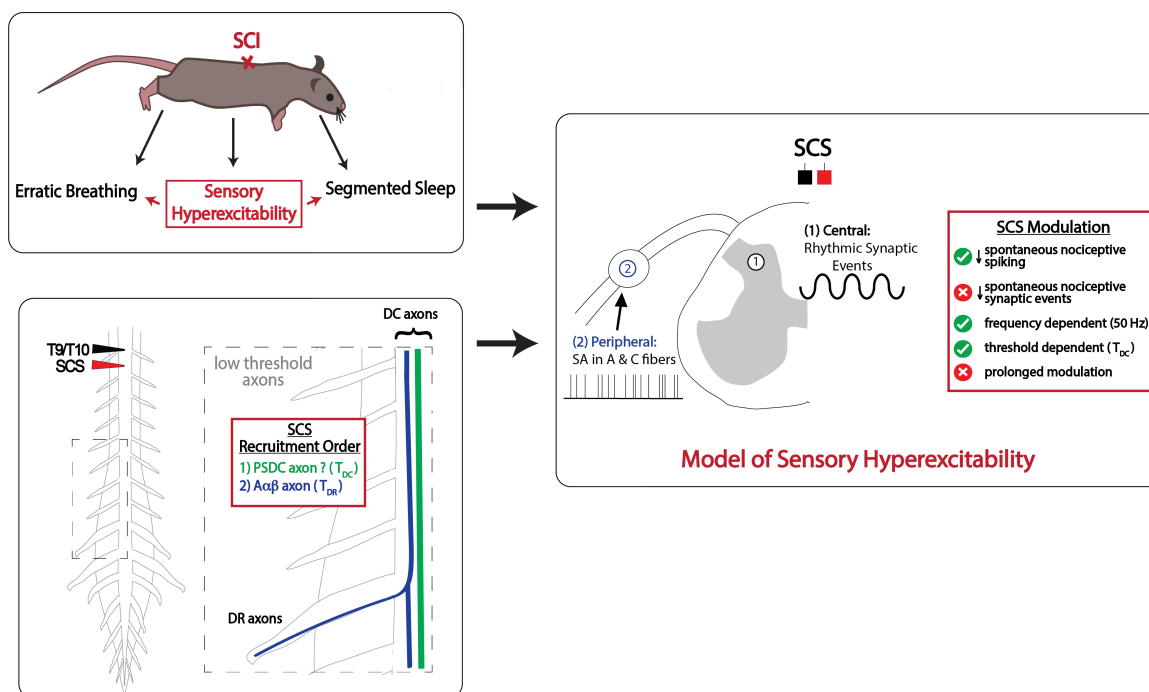 SCI
Erratic Breathing
Sensory
Hyperexcitability
Segmented Sleep
T9/T10
SCS
DC axons
low threshold
axons
SCS
Recruitment Order
1) PSDC axon ? (T_DC)
2) Aαβ axon (T_DR)
DR axons
SCS
(1) Central:
Rhythmic Synaptic
Events
1
2
(2) Peripheral:
SA in A & C fibers
SCS Modulation
↓ spontaneous nociceptive
spiking
↓ spontaneous nociceptive
synaptic events
frequency dependent (50 Hz)
threshold dependent (T_DC)
prolonged modulation
Model of Sensory Hyperexcitability